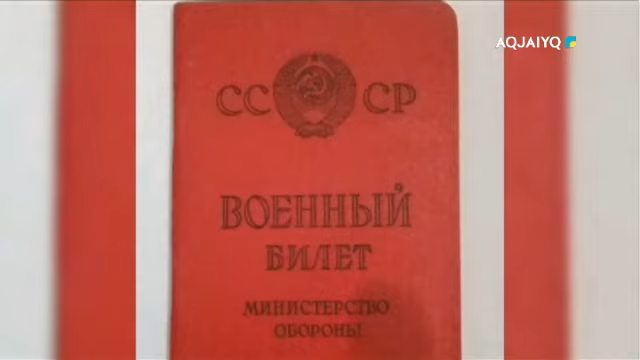 AQJAIYQ
СС СР
ВОЕННЫЙ
БИЛЕТ
МИНИСТЕРСТВО
ОБОРОНЫ